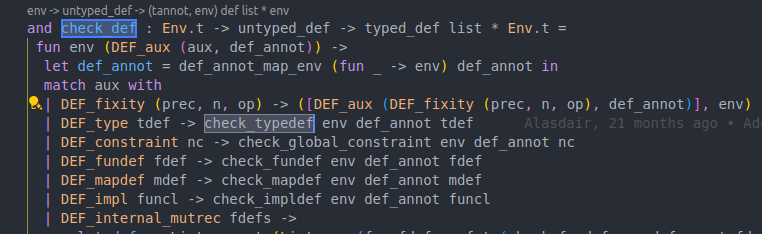 env -> untyped_def -> (tannot, env) def list * env
and check_def : Env.t -> untyped_def -> typed_def list * Env.t =
fun env (DEF_aux (aux, def_annot)) ->
let def_annot = def_annot_map_env (fun _ -> env) def_annot in
match aux with
| DEF_fixity (prec, n, op) -> ([DEF_aux (DEF_fixity (prec, n, op), def_annot)], env)
| DEF_type tdef -> check_typedef env def_annot tdef Alasdair, 21 months ago • Ad
| DEF_constraint nc -> check_global_constraint env def_annot nc
| DEF_fundef fdef -> check_fundef env def_annot fdef
| DEF_mapdef mdef -> check_mapdef env def_annot mdef
| DEF_impl funcl -> check_impldef env def_annot funcl
| DEF_internal_mutrec fdefs ->